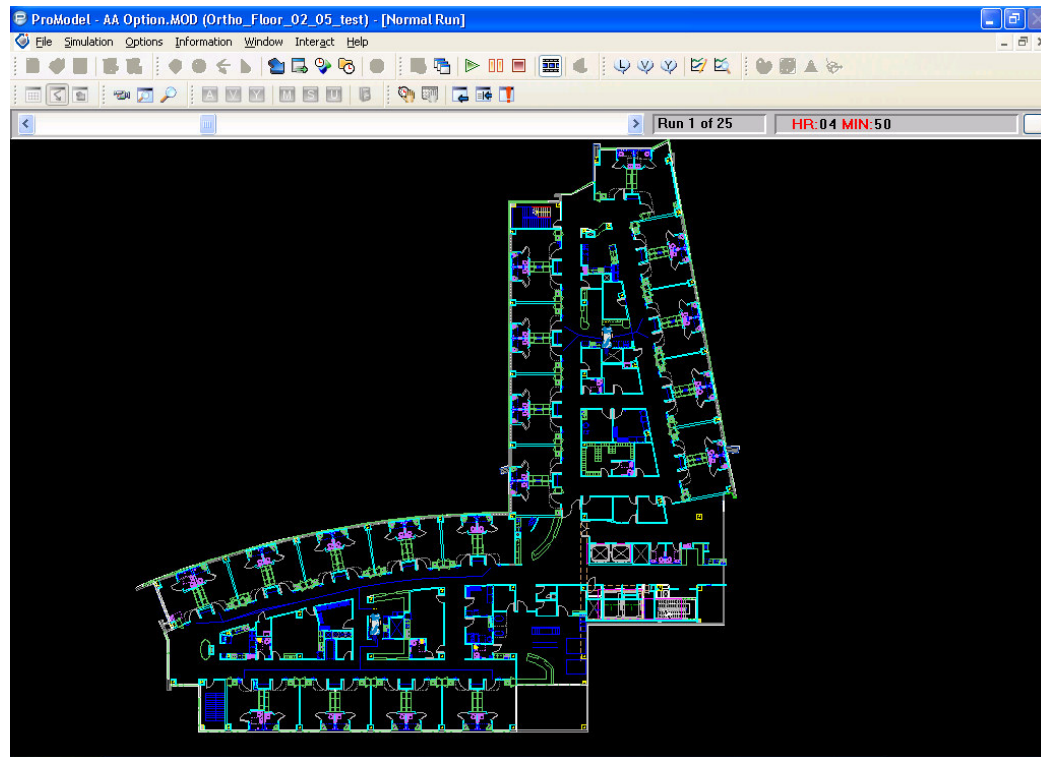 ProModel - AA Option.MOD (Ortho_Floor_02_05_test) - [Normal Run]
File Simulation Options Information Window Interact Help
L V Y
A V Y M S U
Run 1 of 25 HR:04 MIN:50